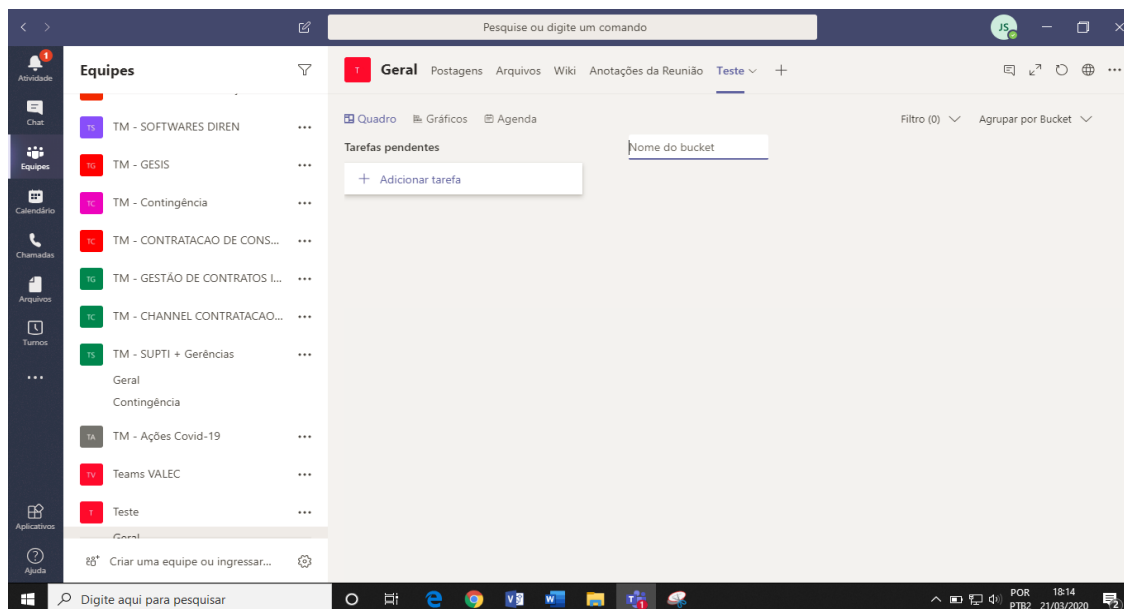 Pesquise ou digite um comando
JS
1
Atividade
Chat
Equipes
Calendário
Chamadas
Arquivos
Turnos
Aplicativos
Ajuda
Equipes
TS TM - SOFTWARES DIREN
TG TM - GESIS
TC TM - Contingência
TC TM - CONTRATACAO DE CONS...
TG TM - GESTÃO DE CONTRATOS I...
TC TM - CHANNEL CONTRATACAO...
TS TM - SUPTI + Gerências
Geral
Contingência
TA TM - Ações Covid-19
TV Teams VALEC
T Teste
Geral
Criar uma equipe ou ingressar...
T Geral Postagens Arquivos Wiki Anotações da Reunião Teste
Quadro Gráficos Agenda
Filtro (0) Agrupar por Bucket
Tarefas pendentes
Nome do bucket
Adicionar tarefa
Digite aqui para pesquisar
POR 18:14
PTB2 21/03/2020